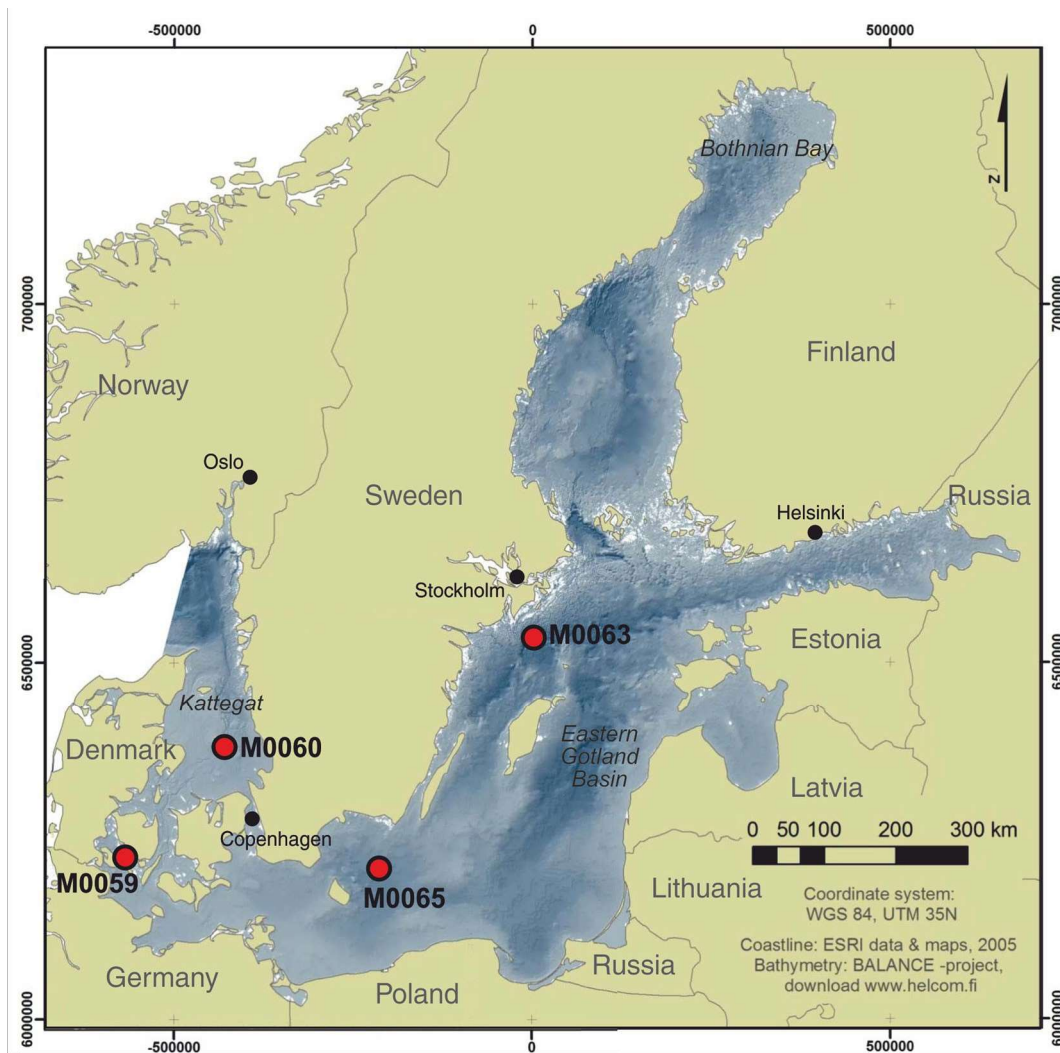 -500000
0
500000
Bothnian Bay
N
7000000
7000000
Finland
Norway
Oslo
Sweden
Russia
Helsinki
Stockholm
M0063
Estonia
6500000
6500000
Kattegat
Eastern
Gotland
Basin
Denmark
M0060
Latvia
Copenhagen
0 50 100 200 300 km
M0059
M0065
Lithuania
Coordinate system:
WGS 84, UTM 35N
Coastline: ESRI data & maps, 2005
Bathymetry: BALANCE -project,
download www.helcom.fi
Russia
Germany
Poland
6000000
6000000
-500000
0
500000